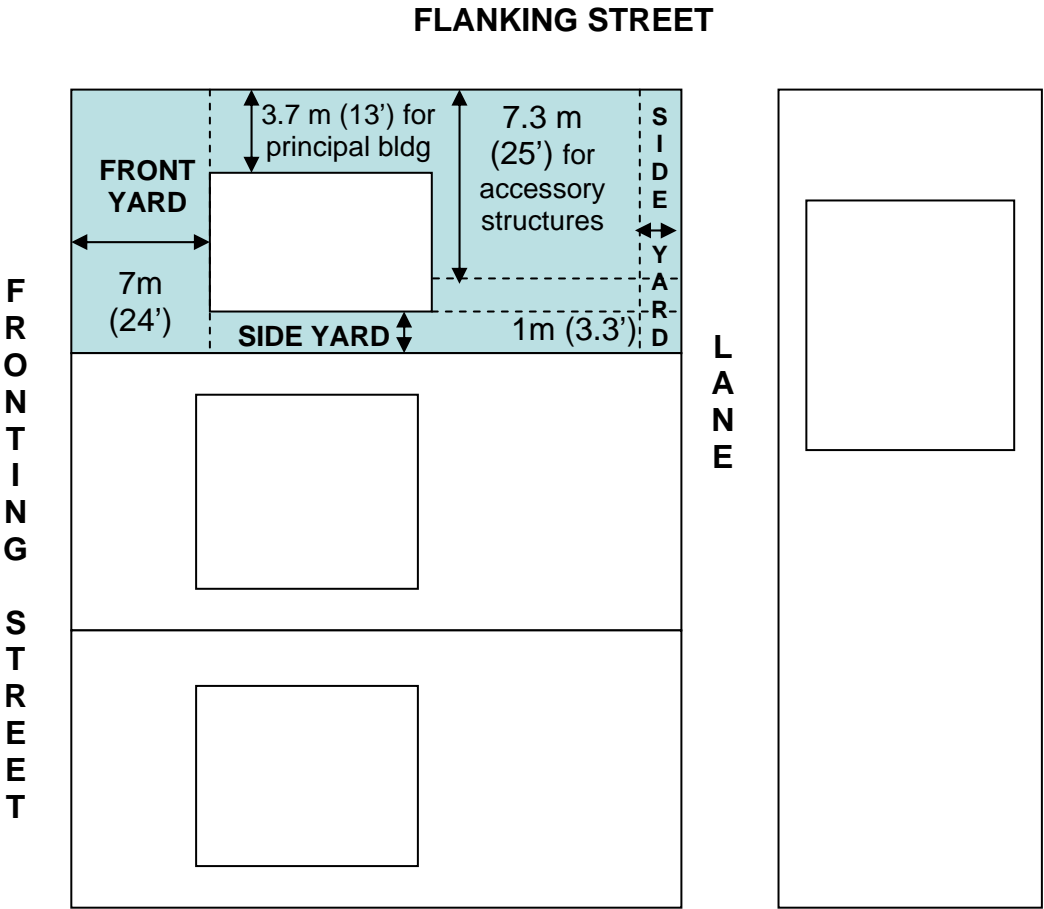 FLANKING STREET
3.7 m (13’) for
principal bldg
7.3 m
(25’) for
accessory
structures
SIDE YARD
FRONT
YARD
7m
(24’)
SIDE YARD
1m (3.3’)
FRONTING STREET
LANE